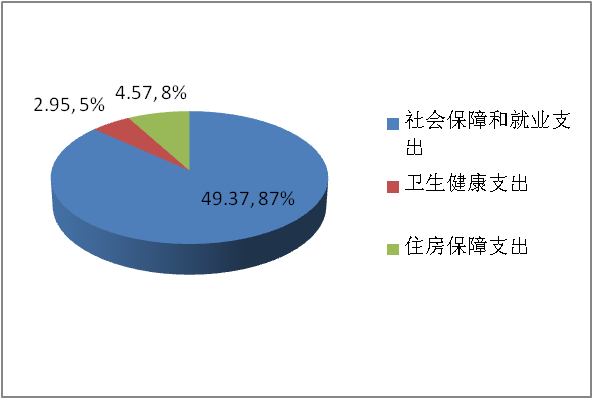 4.57, 8%
2.95, 5%
49.37, 87%
社会保障和就业支
出
卫生健康支出
住房保障支出